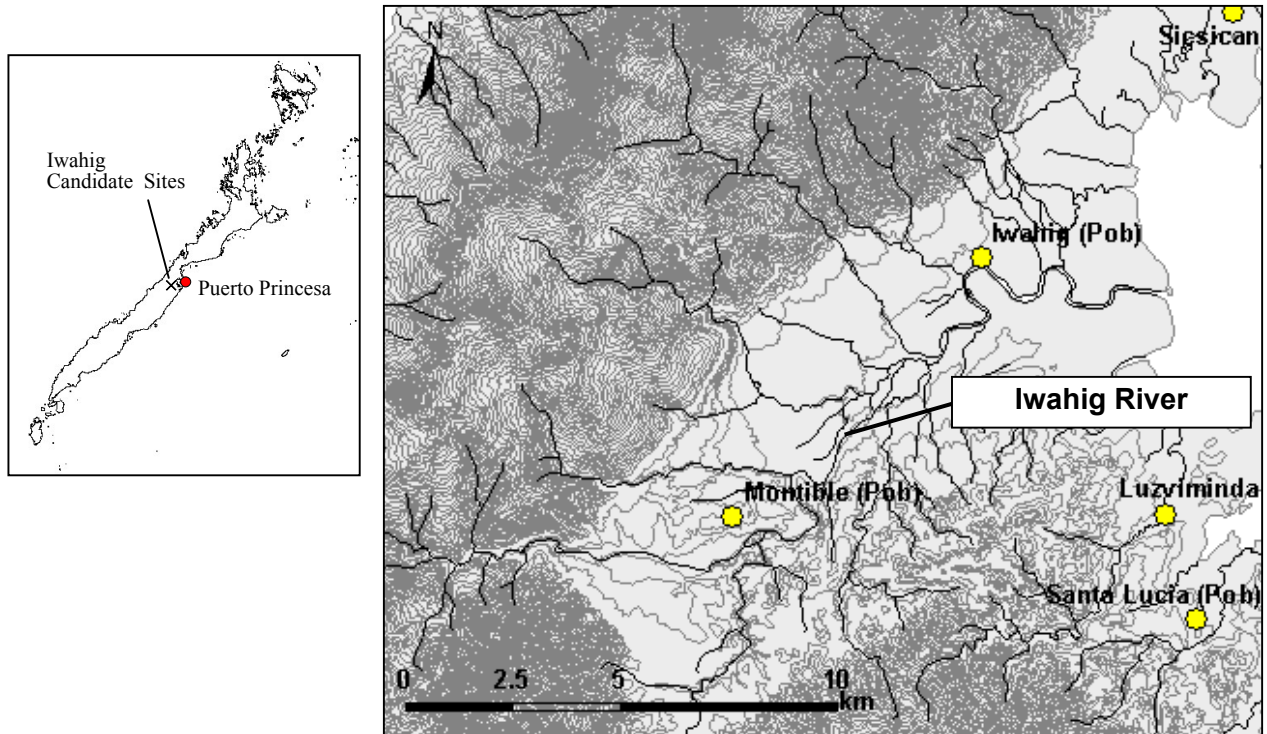 Iwahig
Candidate Sites
Puerto Princesa
N
Sicsican
Iwahig (Pob)
Iwahig River
Montible (Pob)
Luzviminda
Santa Lucia (Pob)
0 2.5 5 10
km